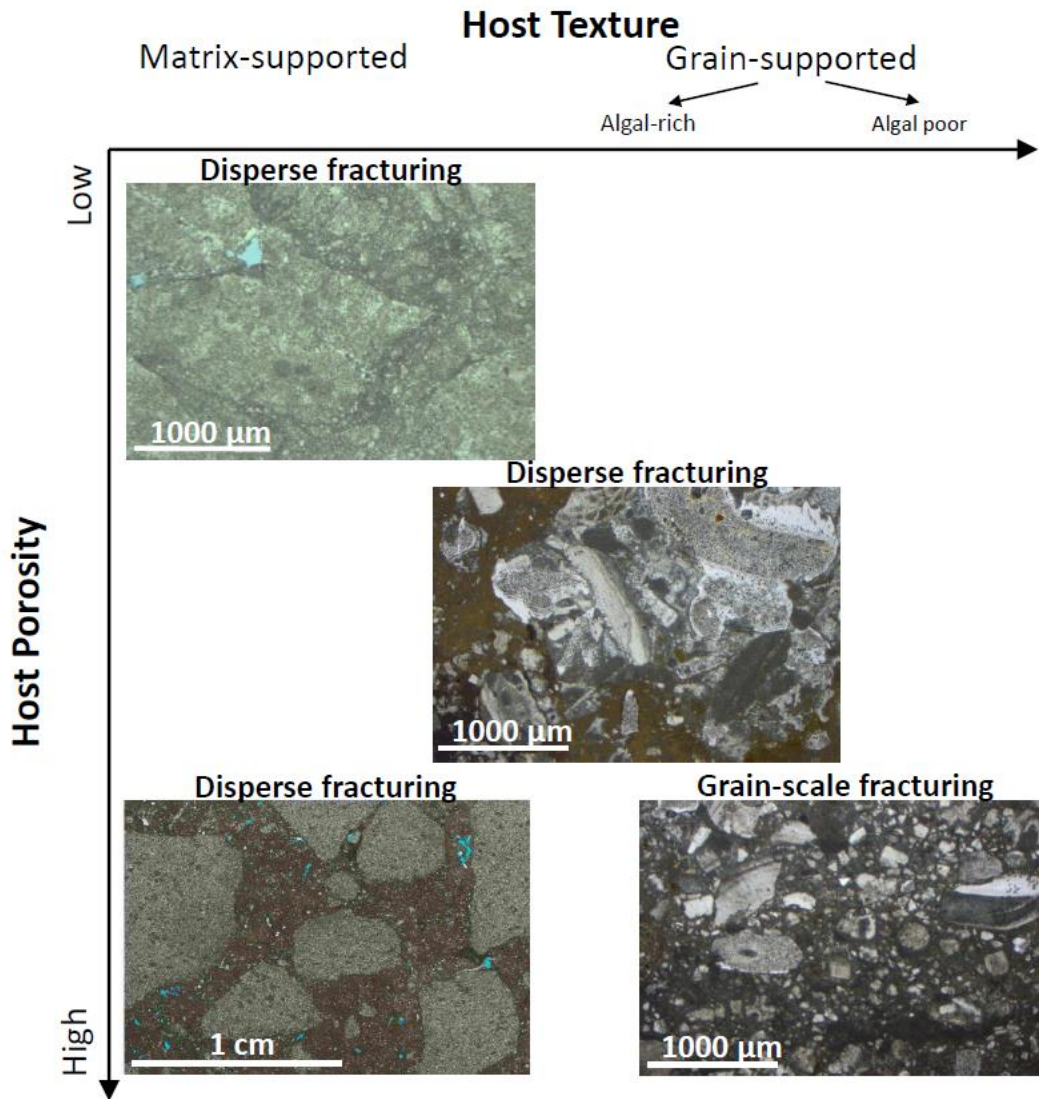 Host Texture
Matrix-supported
Grain-supported
Algal-rich
Algal poor
Low
Disperse fracturing
1000 µm
Host Porosity
Disperse fracturing
1000 µm
Disperse fracturing
Grain-scale fracturing
High
1 cm
1000 µm